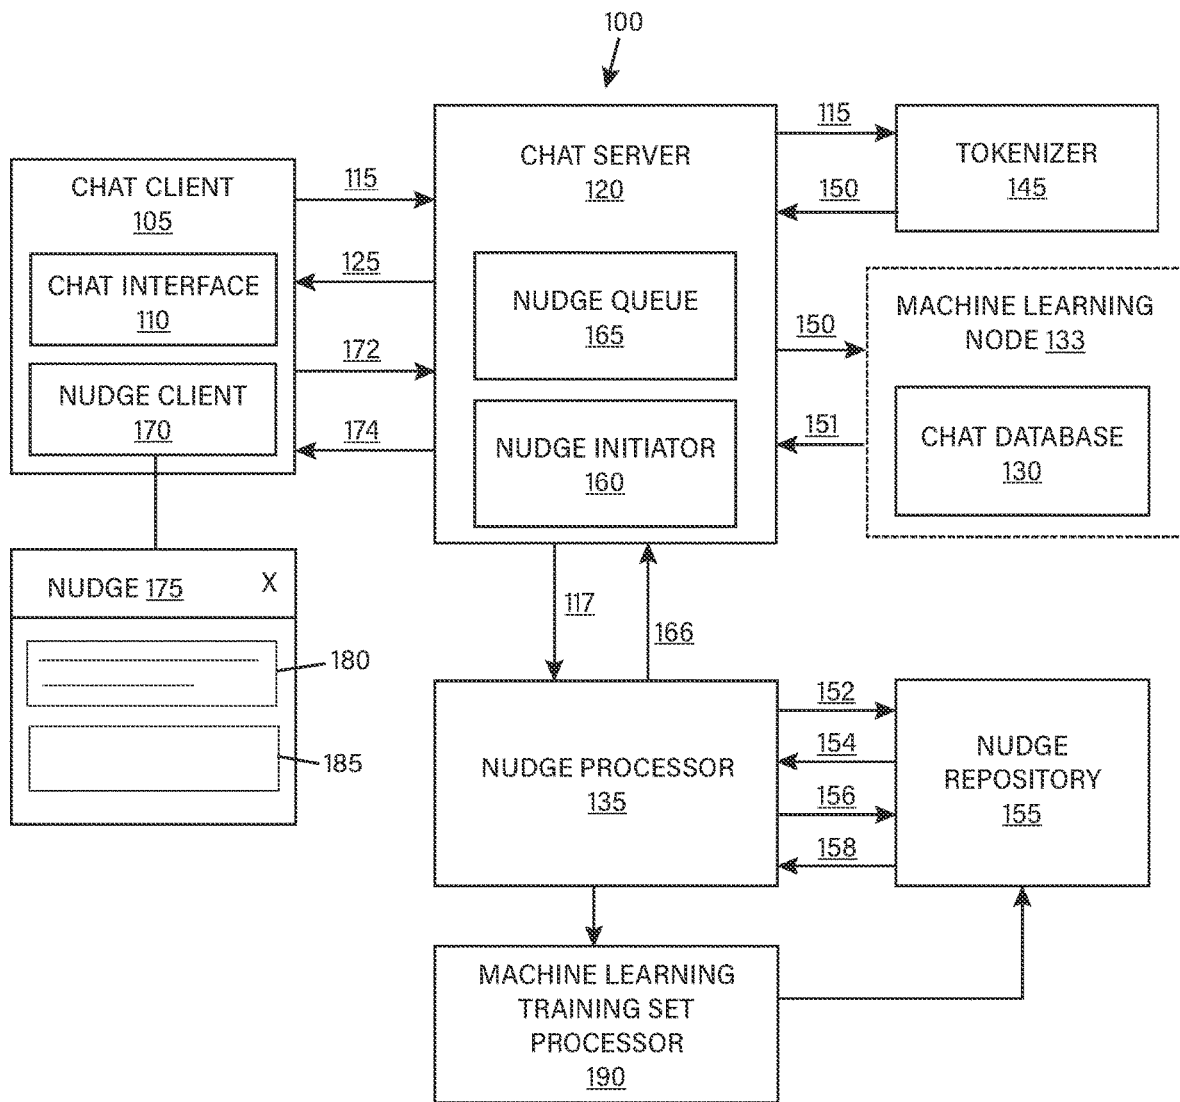 100
CHAT CLIENT
105
CHAT INTERFACE
110
NUDGE CLIENT
170
115
125
172
174
CHAT SERVER
120
NUDGE QUEUE
165
NUDGE INITIATOR
160
115
150
150
151
TOKENIZER
145
MACHINE LEARNING
NODE 133
CHAT DATABASE
130
NUDGE 175 X
180
185
117
166
NUDGE PROCESSOR
135
152
154
156
158
NUDGE
REPOSITORY
155
MACHINE LEARNING
TRAINING SET
PROCESSOR
190